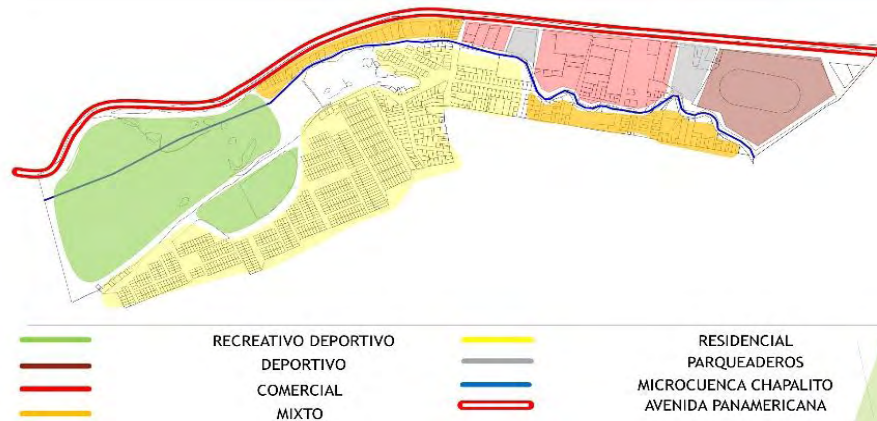 RECREATIVO DEPORTIVO
DEPORTIVO
COMERCIAL
MIXTO
RESIDENCIAL
PARQUEADEROS
MICROCUENCA CHAPALITO
AVENIDA PANAMERICANA